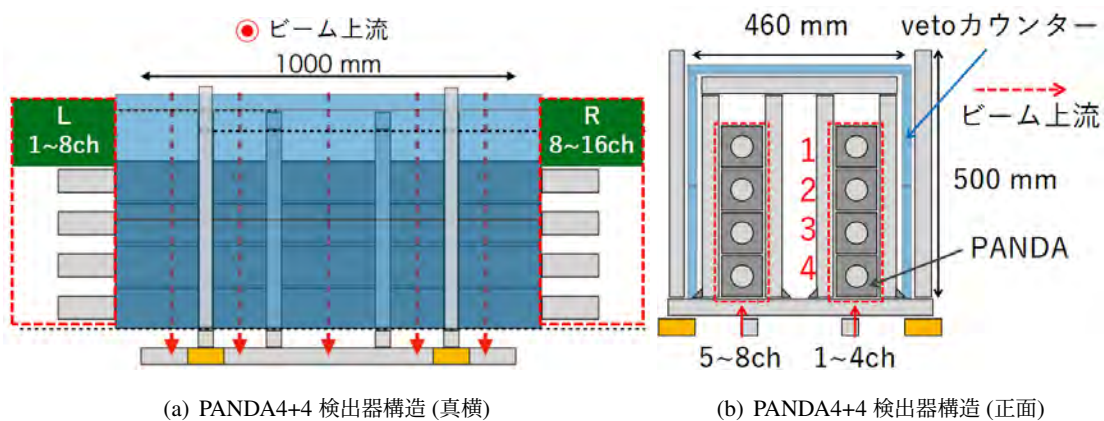 ビーム上流
1000 mm
L
1~8ch
R
8~16ch
(a) PANDA4+4 検出器構造 (真横)
460 mm
vetoカウンター
ビーム上流
500 mm
1
2
3
4
PANDA
5~8ch
1~4ch
(b) PANDA4+4 検出器構造 (正面)